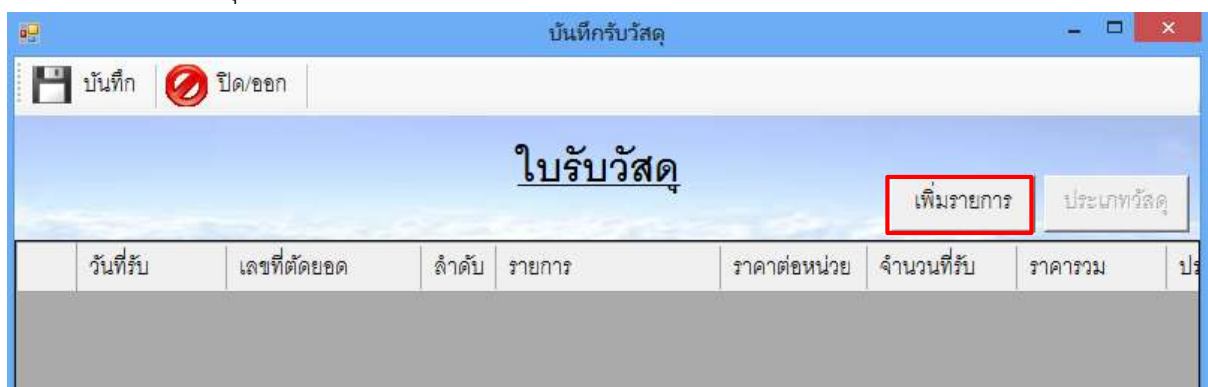 บันทึกรับวัสดุ
บันทึก ปิด/ออก
ใบรับวัสดุ
เพิ่มรายการ ประเภทวัสดุ
วันที่รับ เลขที่ตัดยอด ลำดับ รายการ ราคาต่อหน่วย จำนวนที่รับ ราคารวม